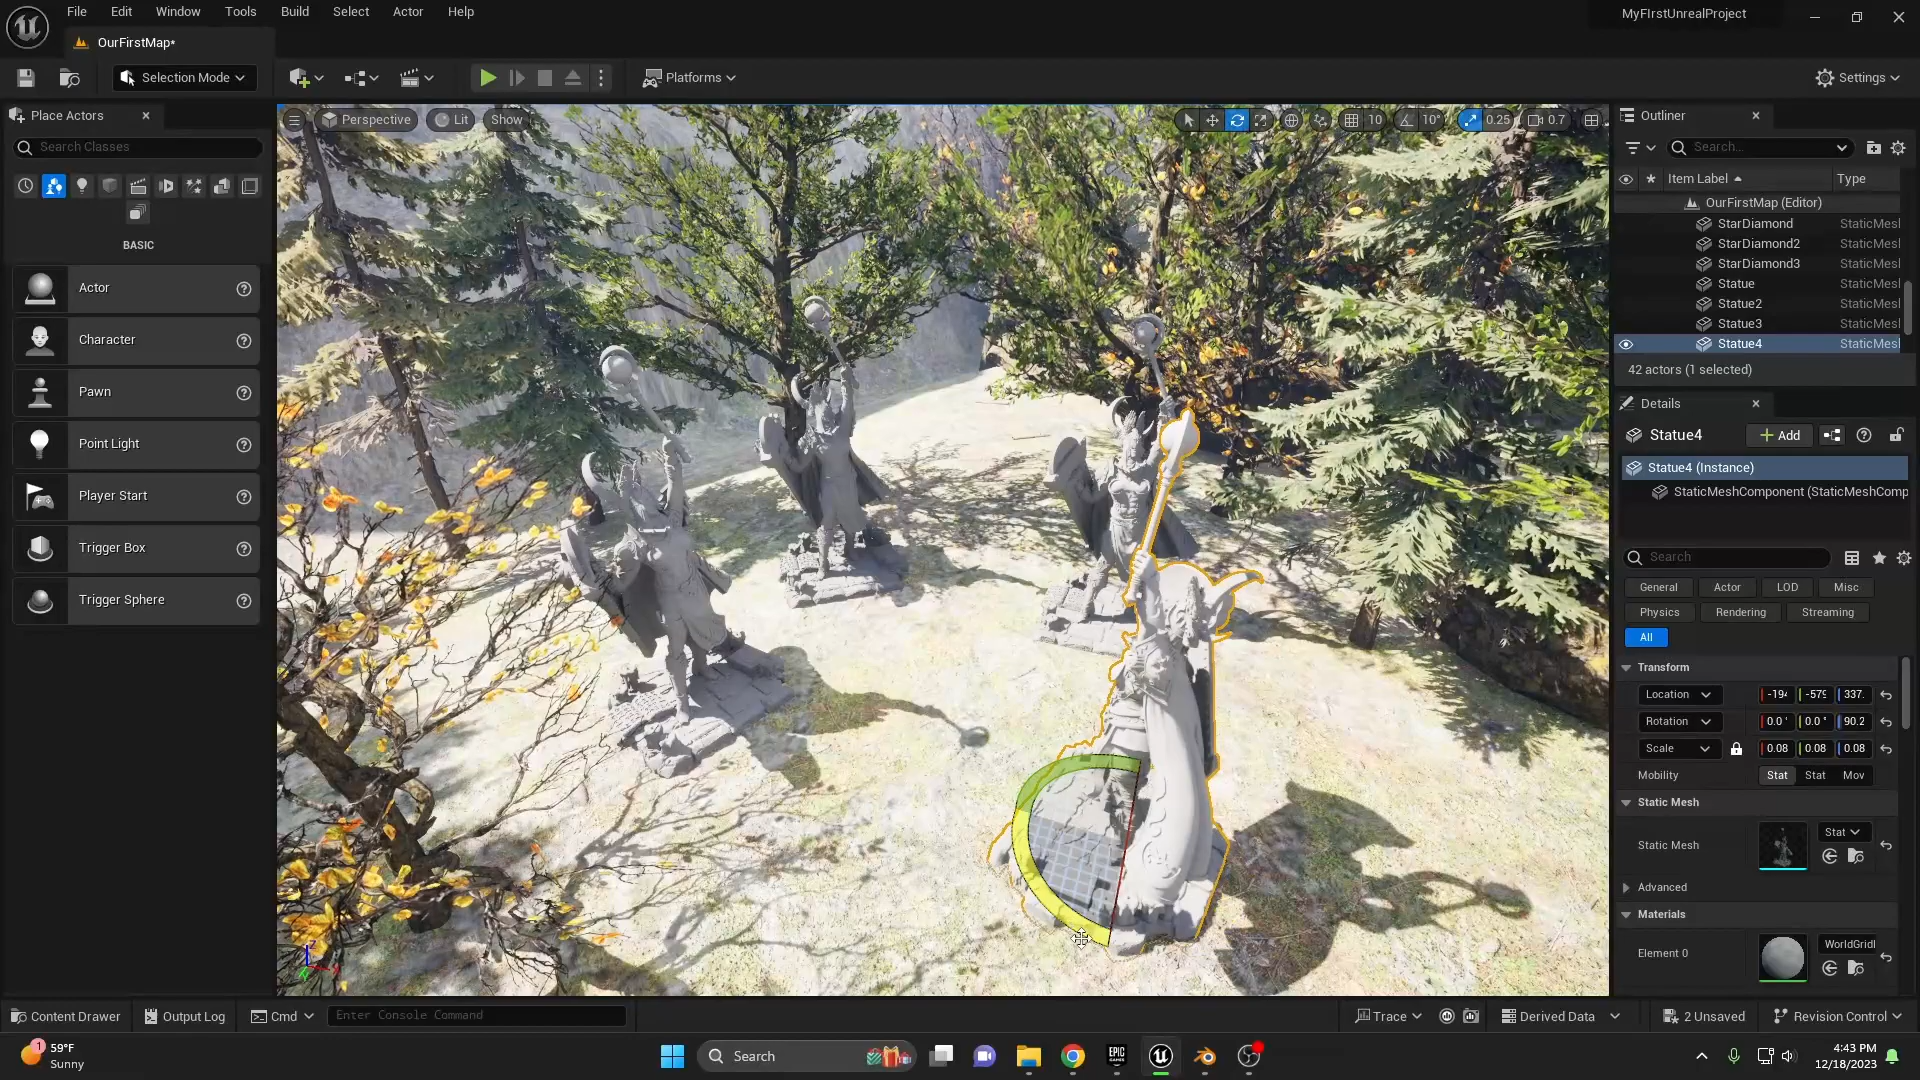 File Edit Window Tools Build Select Actor Help
MyFIrstUnrealProject
OurFirstMap*
Selection Mode
Platforms
Settings
Place Actors
Search Classes
BASIC
Actor
Character
Pawn
Point Light
Player Start
Trigger Box
Trigger Sphere
Perspective Lit Show
10 10° 0.25 0.7
Outliner
Search...
Item Label Type
OurFirstMap (Editor)
StarDiamond StaticMesl
StarDiamond2 StaticMesl
StarDiamond3 StaticMesl
Statue StaticMesl
Statue2 StaticMesl
Statue3 StaticMesl
Statue4 StaticMesl
42 actors (1 selected)
Details
Statue4 + Add
Statue4 (Instance)
StaticMeshComponent (StaticMeshComp
Search
General Actor LOD Misc
Physics Rendering Streaming
All
Transform
Location -194 -579 337.
Rotation 0.0 ° 0.0 ° 90.2
Scale 0.08 0.08 0.08
Mobility Stat Stat Mov
Static Mesh
Static Mesh Stat
Advanced
Materials
Element 0 WorldGridl
Content Drawer Output Log Cmd Enter Console Command
Trace Derived Data 2 Unsaved Revision Control
1 59°F
Sunny
Search
EPIC GAMES
4:43 PM
12/18/2023